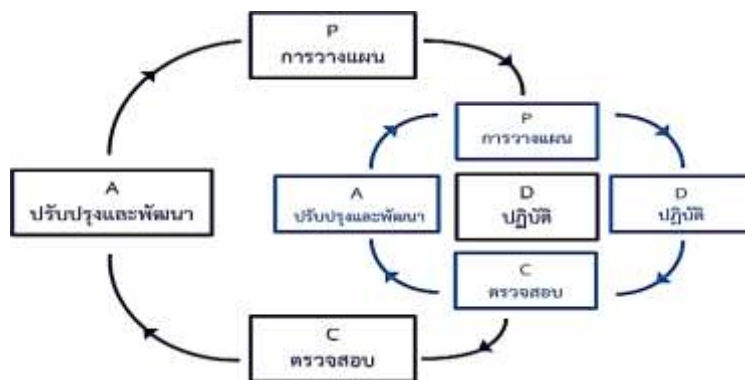 P
การวางแผน
P
การวางแผน
A
ปรับปรุงและพัฒนา
A
ปรับปรุงและพัฒนา
D
ปฏิบัติ
D
ปฏิบัติ
C
ตรวจสอบ
C
ตรวจสอบ